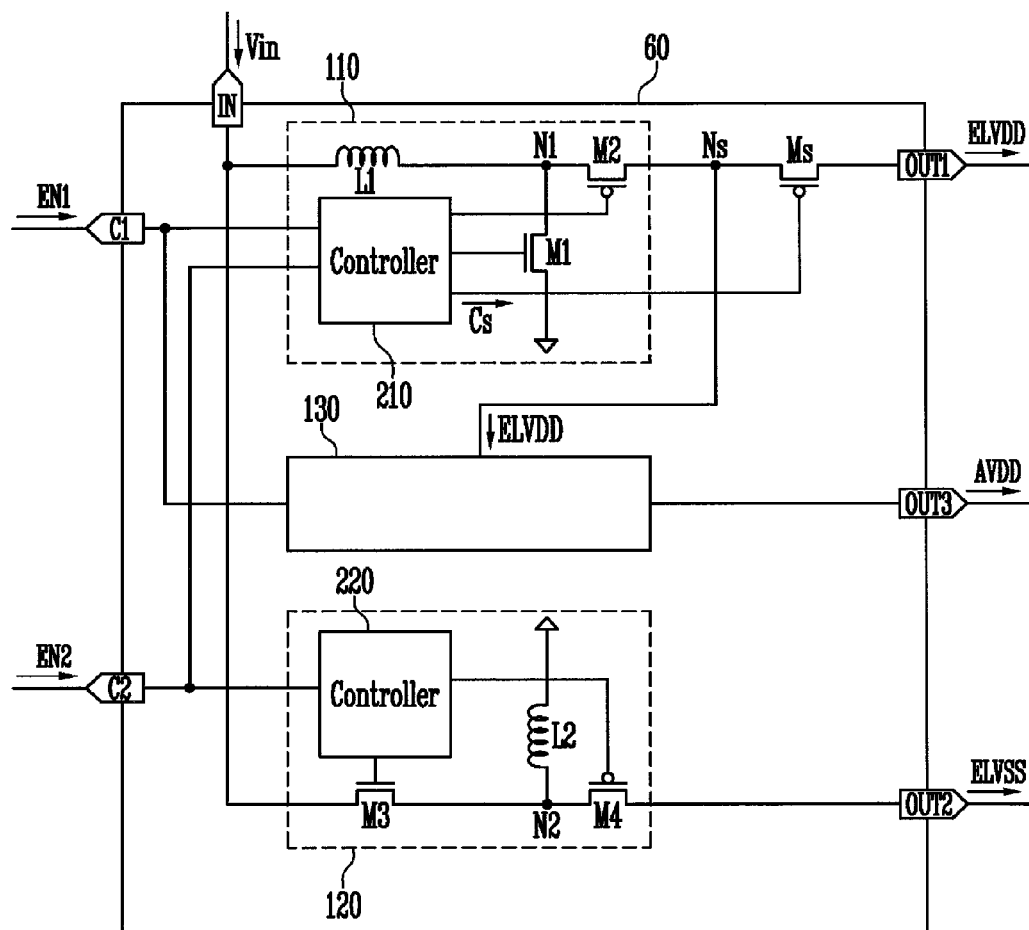 Vin
60
110
IN
ELVDD
N1
M2
Ns
Ms
OUT1
L1
EN1
C1
Controller
M1
Cs
210
130
ELVDD
AVDD
OUT3
220
EN2
C2
Controller
L2
ELVSS
M3
N2
M4
OUT2
120